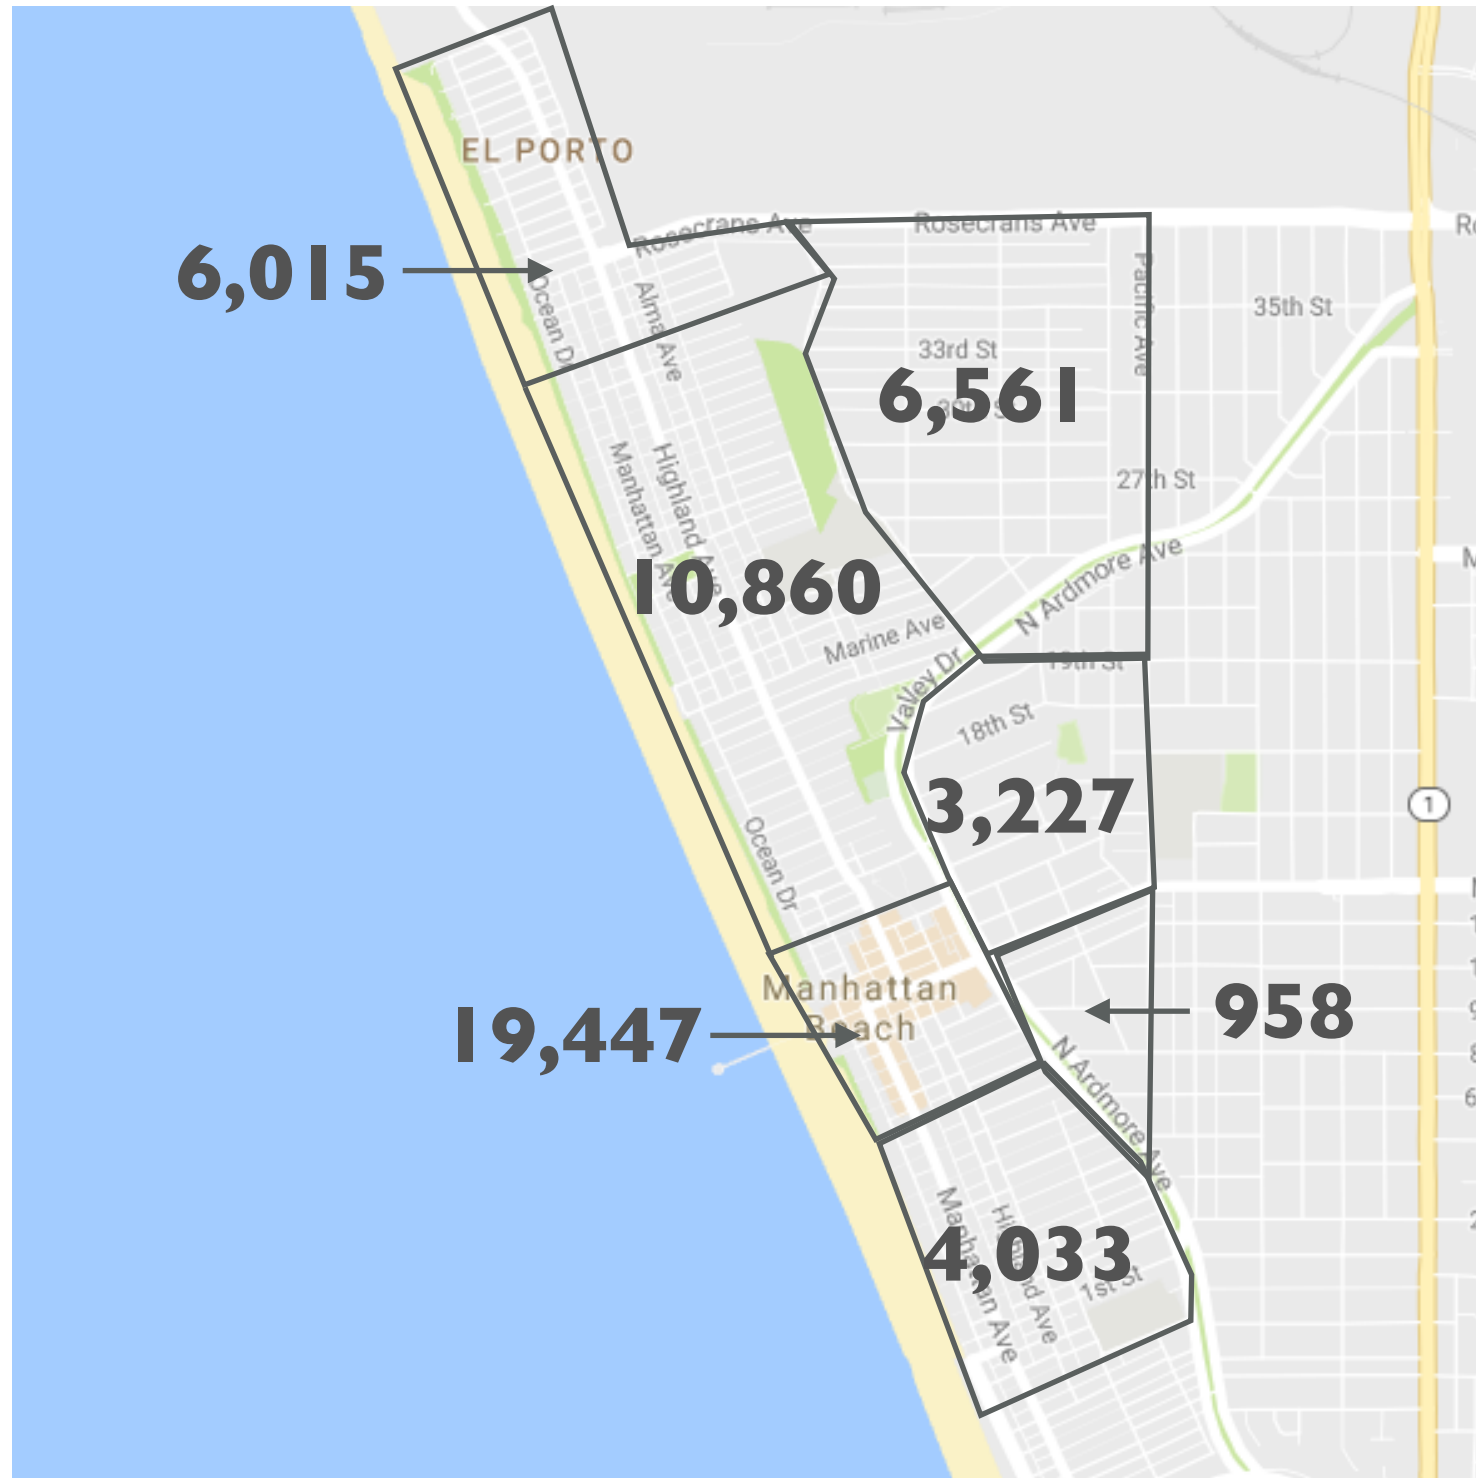 EL PORTO
Rosecrans Ave
Rosecrans Ave
6,015
Ocean Dr
Alma Ave
Pacific Ave
35th St
33rd St
6,561
27th St
Manhattan Ave
Highland Ave
10,860
N Ardmore Ave
Marine Ave
Valley Dr
19th St
18th St
3,227
1
Ocean Dr
Manhattan
Beach
19,447
958
N Ardmore Ave
Manhattan Ave
Highland Ave
4,033
1st St